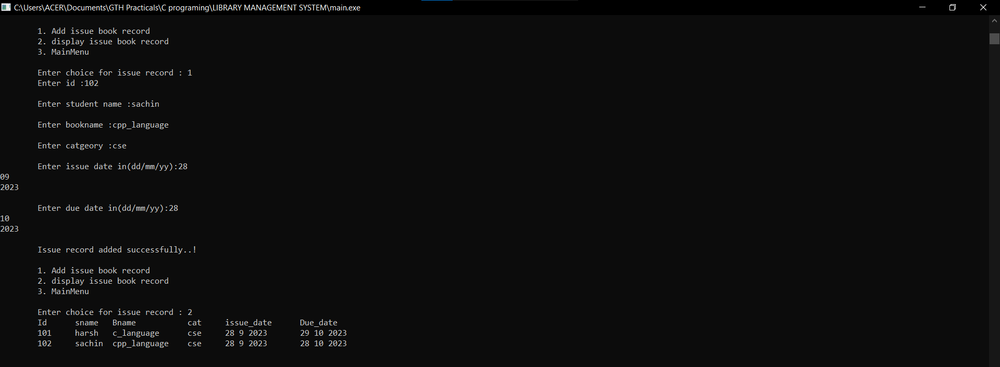 C:\Users\ACER\Documents\GTH Practicals\C programing\LIBRARY MANAGEMENT SYSTEM\main.exe
1. Add issue book record
2. display issue book record
3. MainMenu
Enter choice for issue record : 1
Enter id :102
Enter student name :sachin
Enter bookname :cpp_language
Enter catgeory :cse
Enter issue date in(dd/mm/yy):28
09
2023
Enter due date in(dd/mm/yy):28
10
2023
Issue record added successfully..!
1. Add issue book record
2. display issue book record
3. MainMenu
Enter choice for issue record : 2
Id sname Bname cat issue_date Due_date
101 harsh c_language cse 28 9 2023 29 10 2023
102 sachin cpp_language cse 28 9 2023 28 10 2023